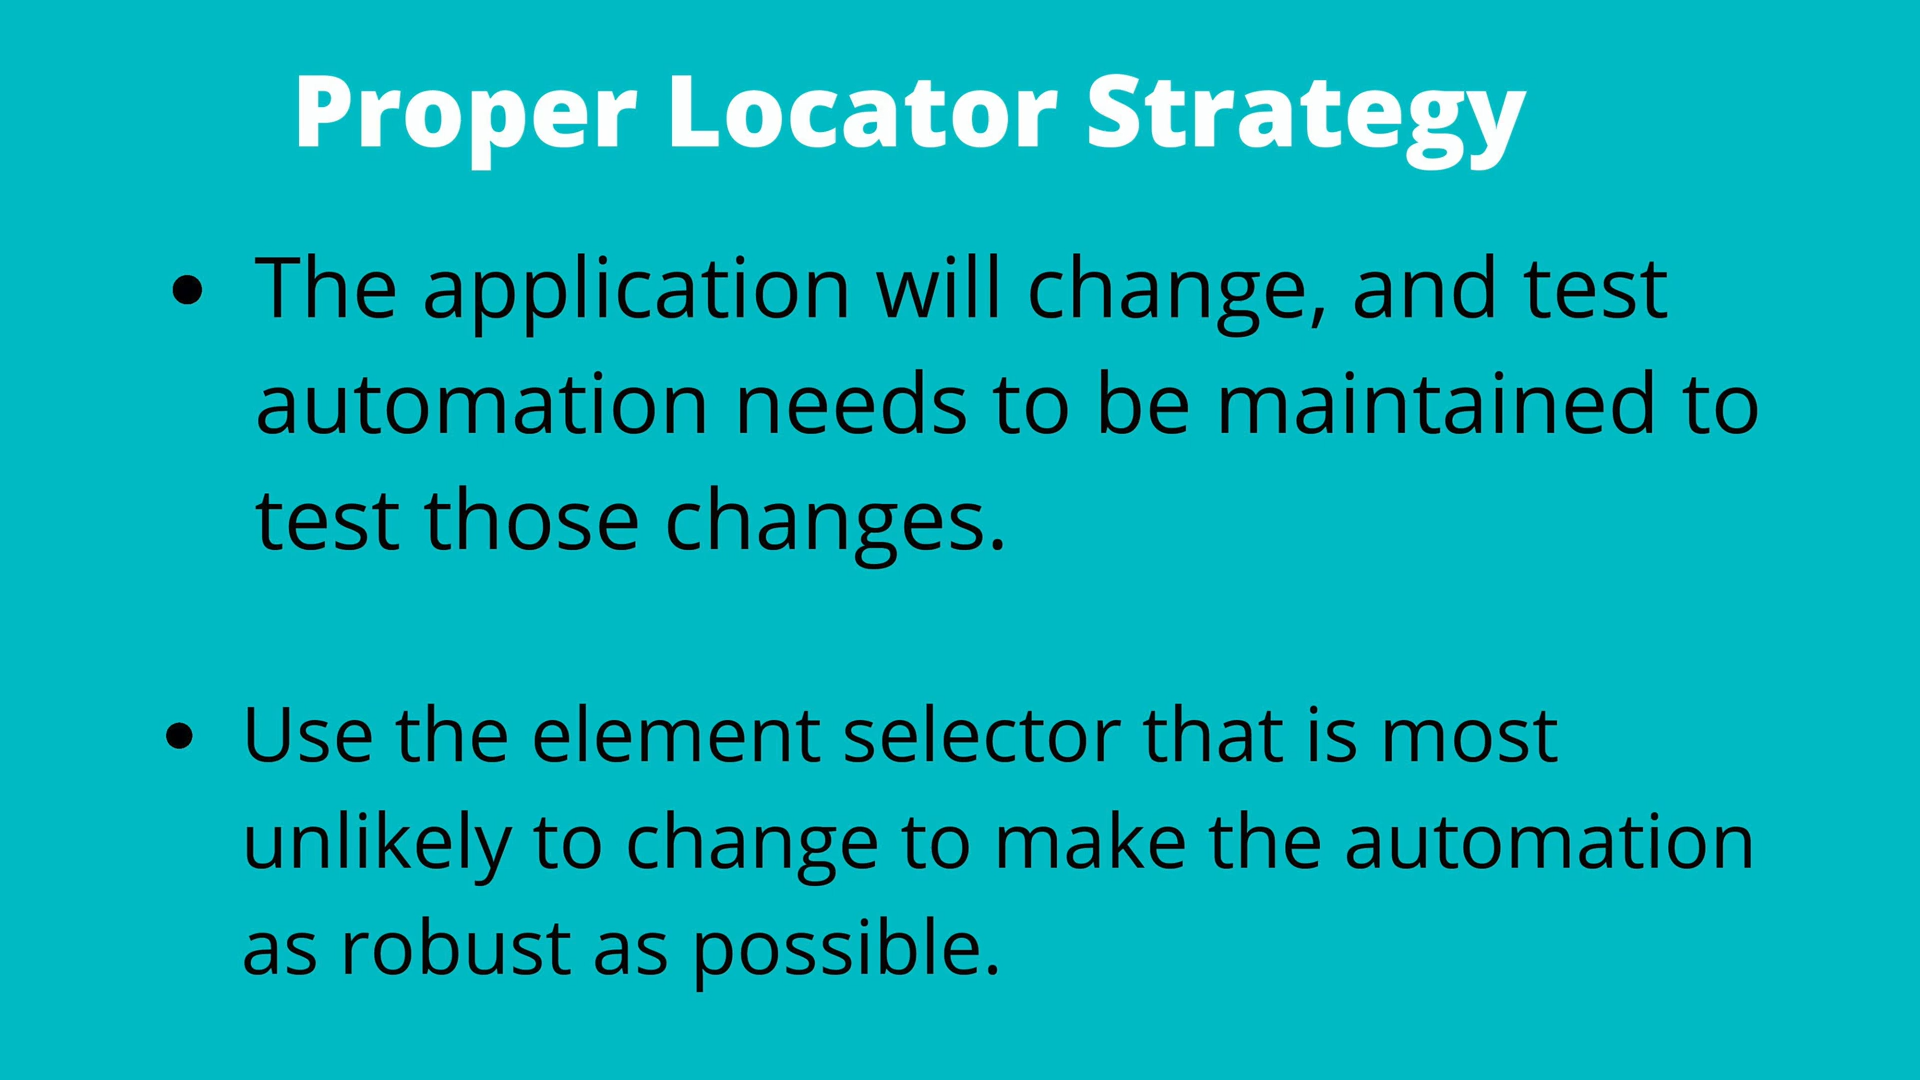 Proper Locator Strategy
• The application will change, and test
automation needs to be maintained to
test those changes.
• Use the element selector that is most
unlikely to change to make the automation
as robust as possible.